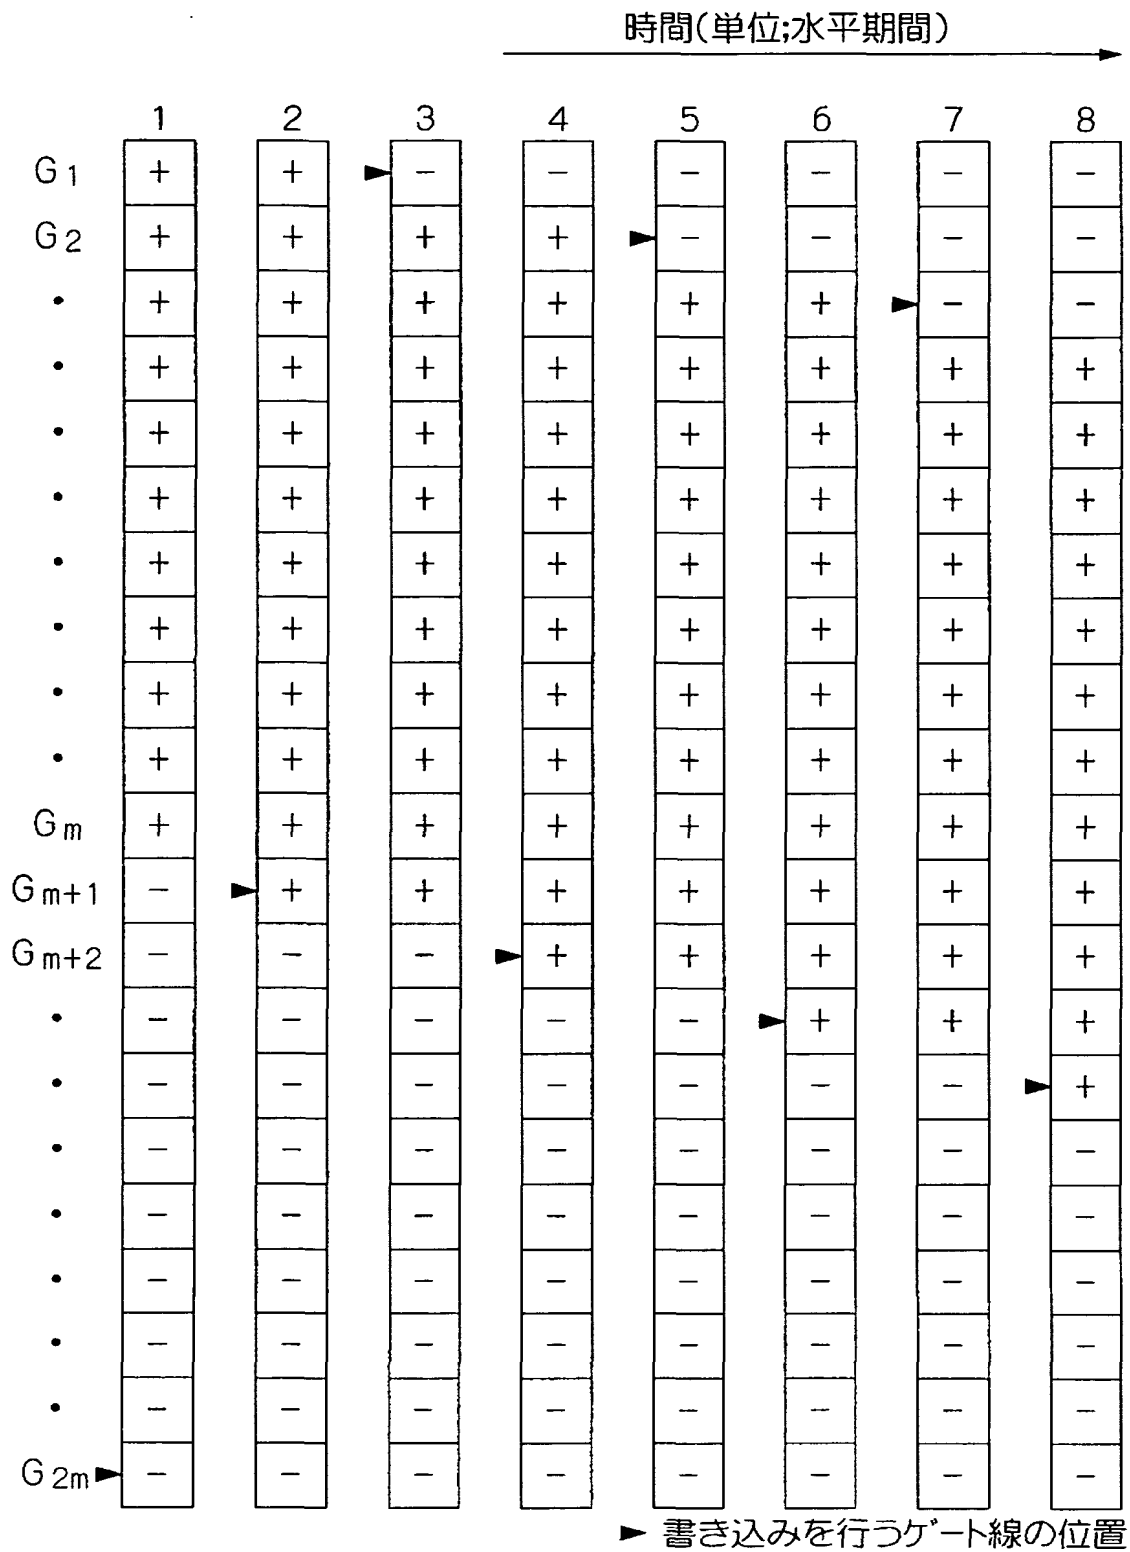 時間(単位;水平期間)
1 2 3 4 5 6 7 8
G1 + + ► − − − − − −
G2 + + + + ► − − − −
• + + + + + + ► − −
• + + + + + + + +
• + + + + + + + +
• + + + + + + + +
• + + + + + + + +
• + + + + + + + +
• + + + + + + + +
• + + + + + + + +
Gm + + + + + + + +
Gm+1 − ► + + + + + + +
Gm+2 − − − ► + + + + +
• − − − − − ► + + +
• − − − − − − − ► +
• − − − − − − − −
• − − − − − − − −
• − − − − − − − −
• − − − − − − − −
• − − − − − − − −
G2m ► − − − − − − −
► 書き込みを行うゲート線の位置